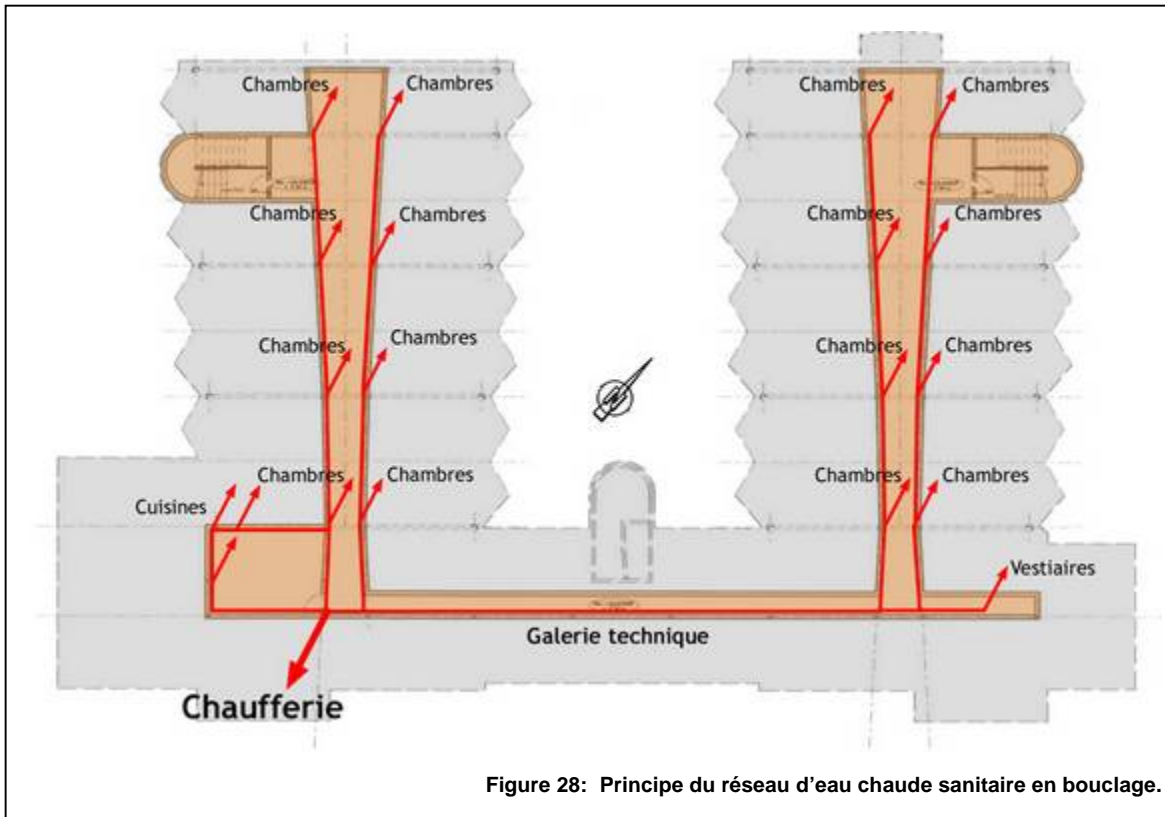 Chambres Chambres Chambres Chambres
Chambres Chambres Chambres Chambres
Chambres Chambres Chambres Chambres
Chambres Chambres Chambres Chambres
Cuisines
Vestiaires
Galerie technique
Chaufferie
Figure 28: Principe du réseau d'eau chaude sanitaire en bouclage.